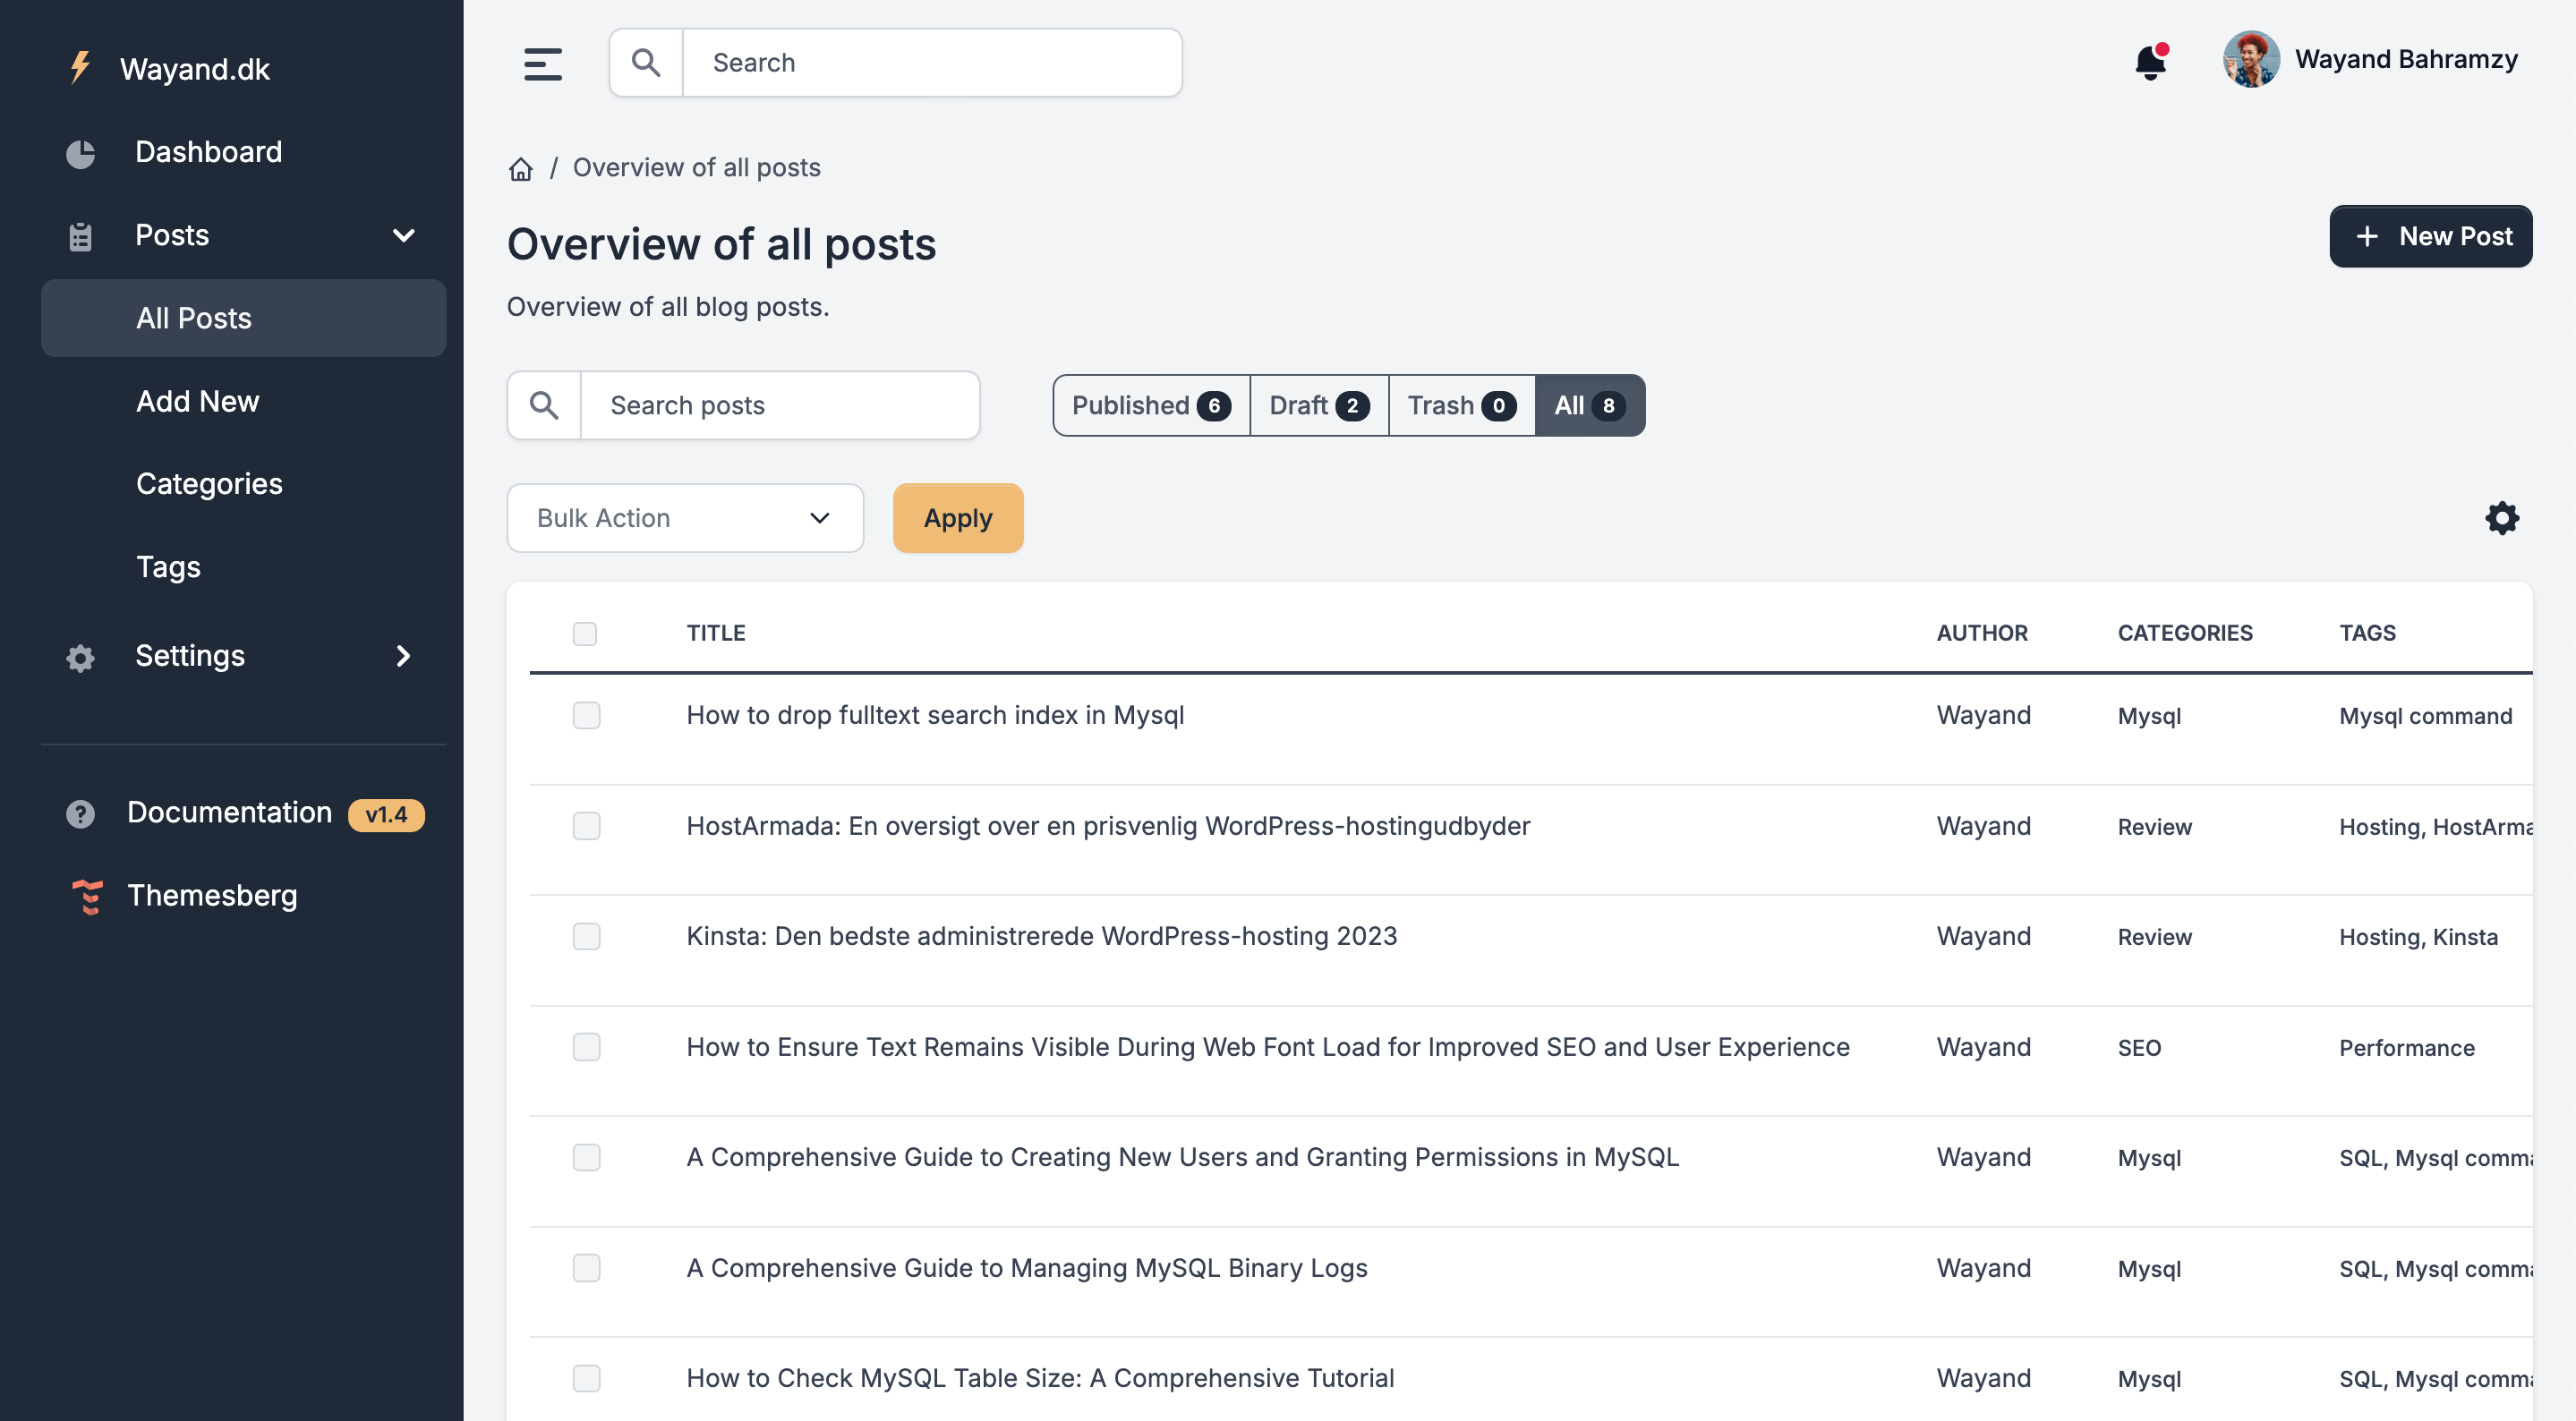 Wayand.dk
Dashboard
Posts
All Posts
Add New
Categories
Tags
Settings
Documentation v1.4
Themesberg
Search
Wayand Bahramzy
/ Overview of all posts
Overview of all posts
+ New Post
Overview of all blog posts.
Search posts
Published 6 Draft 2 Trash 0 All 8
Bulk Action
Apply
TITLE AUTHOR CATEGORIES TAGS
How to drop fulltext search index in Mysql Wayand Mysql Mysql command
HostArmada: En oversigt over en prisvenlig WordPress-hostingudbyder Wayand Review Hosting,
Kinsta: Den bedste administrerede WordPress-hosting 2023 Wayand Review Hosting, Kinsta
How to Ensure Text Remains Visible During Web Font Load for Improved SEO and User Experience Wayand SEO Performance
A Comprehensive Guide to Creating New Users and Granting Permissions in MySQL Wayand Mysql SQL, Mysql
A Comprehensive Guide to Managing MySQL Binary Logs Wayand Mysql SQL, Mysql
How to Check MySQL Table Size: A Comprehensive Tutorial Wayand Mysql SQL, Mysql